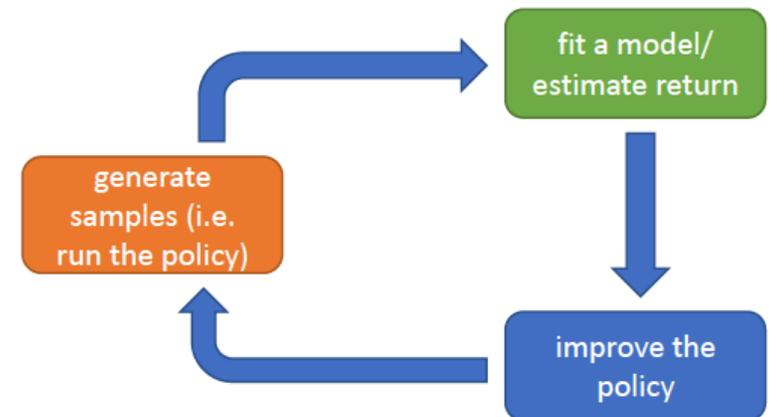 fit a model/
estimate return
generate
samples (i.e.
run the policy)
improve the
policy